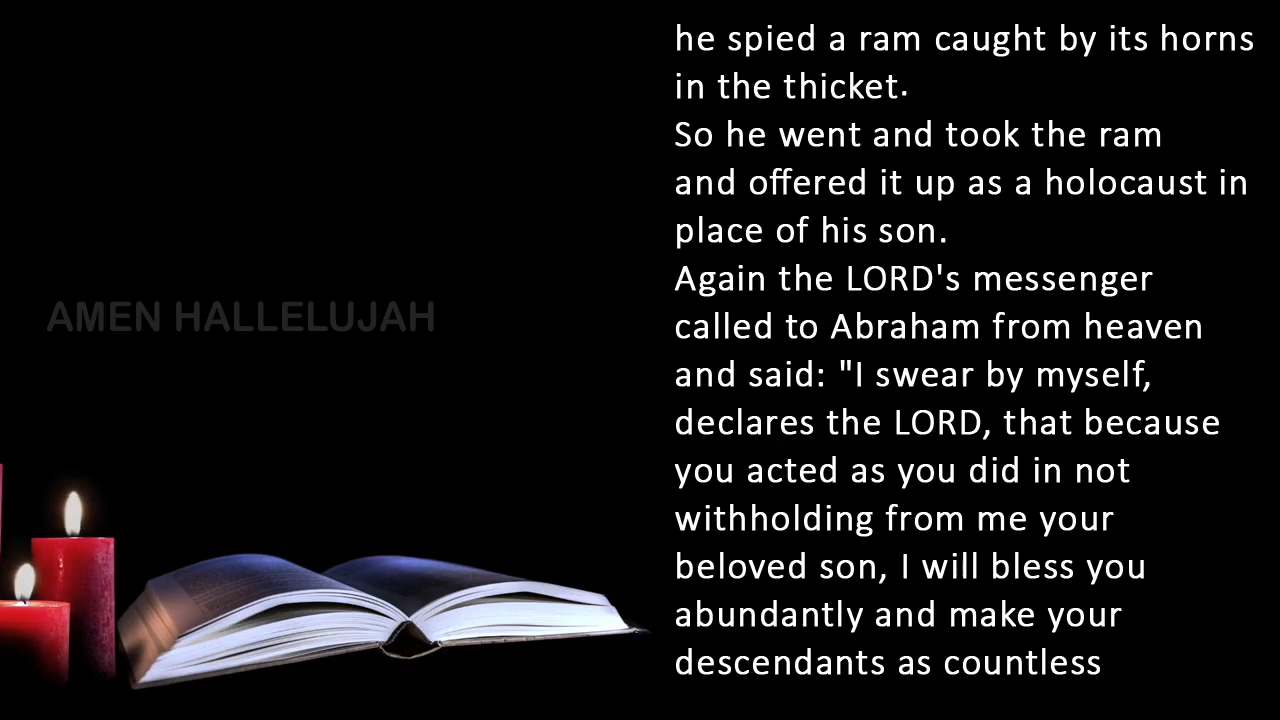 he spied a ram caught by its horns
in the thicket.
So he went and took the ram
and offered it up as a holocaust in
place of his son.
Again the LORD's messenger
called to Abraham from heaven
and said: "I swear by myself,
declares the LORD, that because
you acted as you did in not
withholding from me your
beloved son, I will bless you
abundantly and make your
descendants as countless
AMEN HALLELUJAH